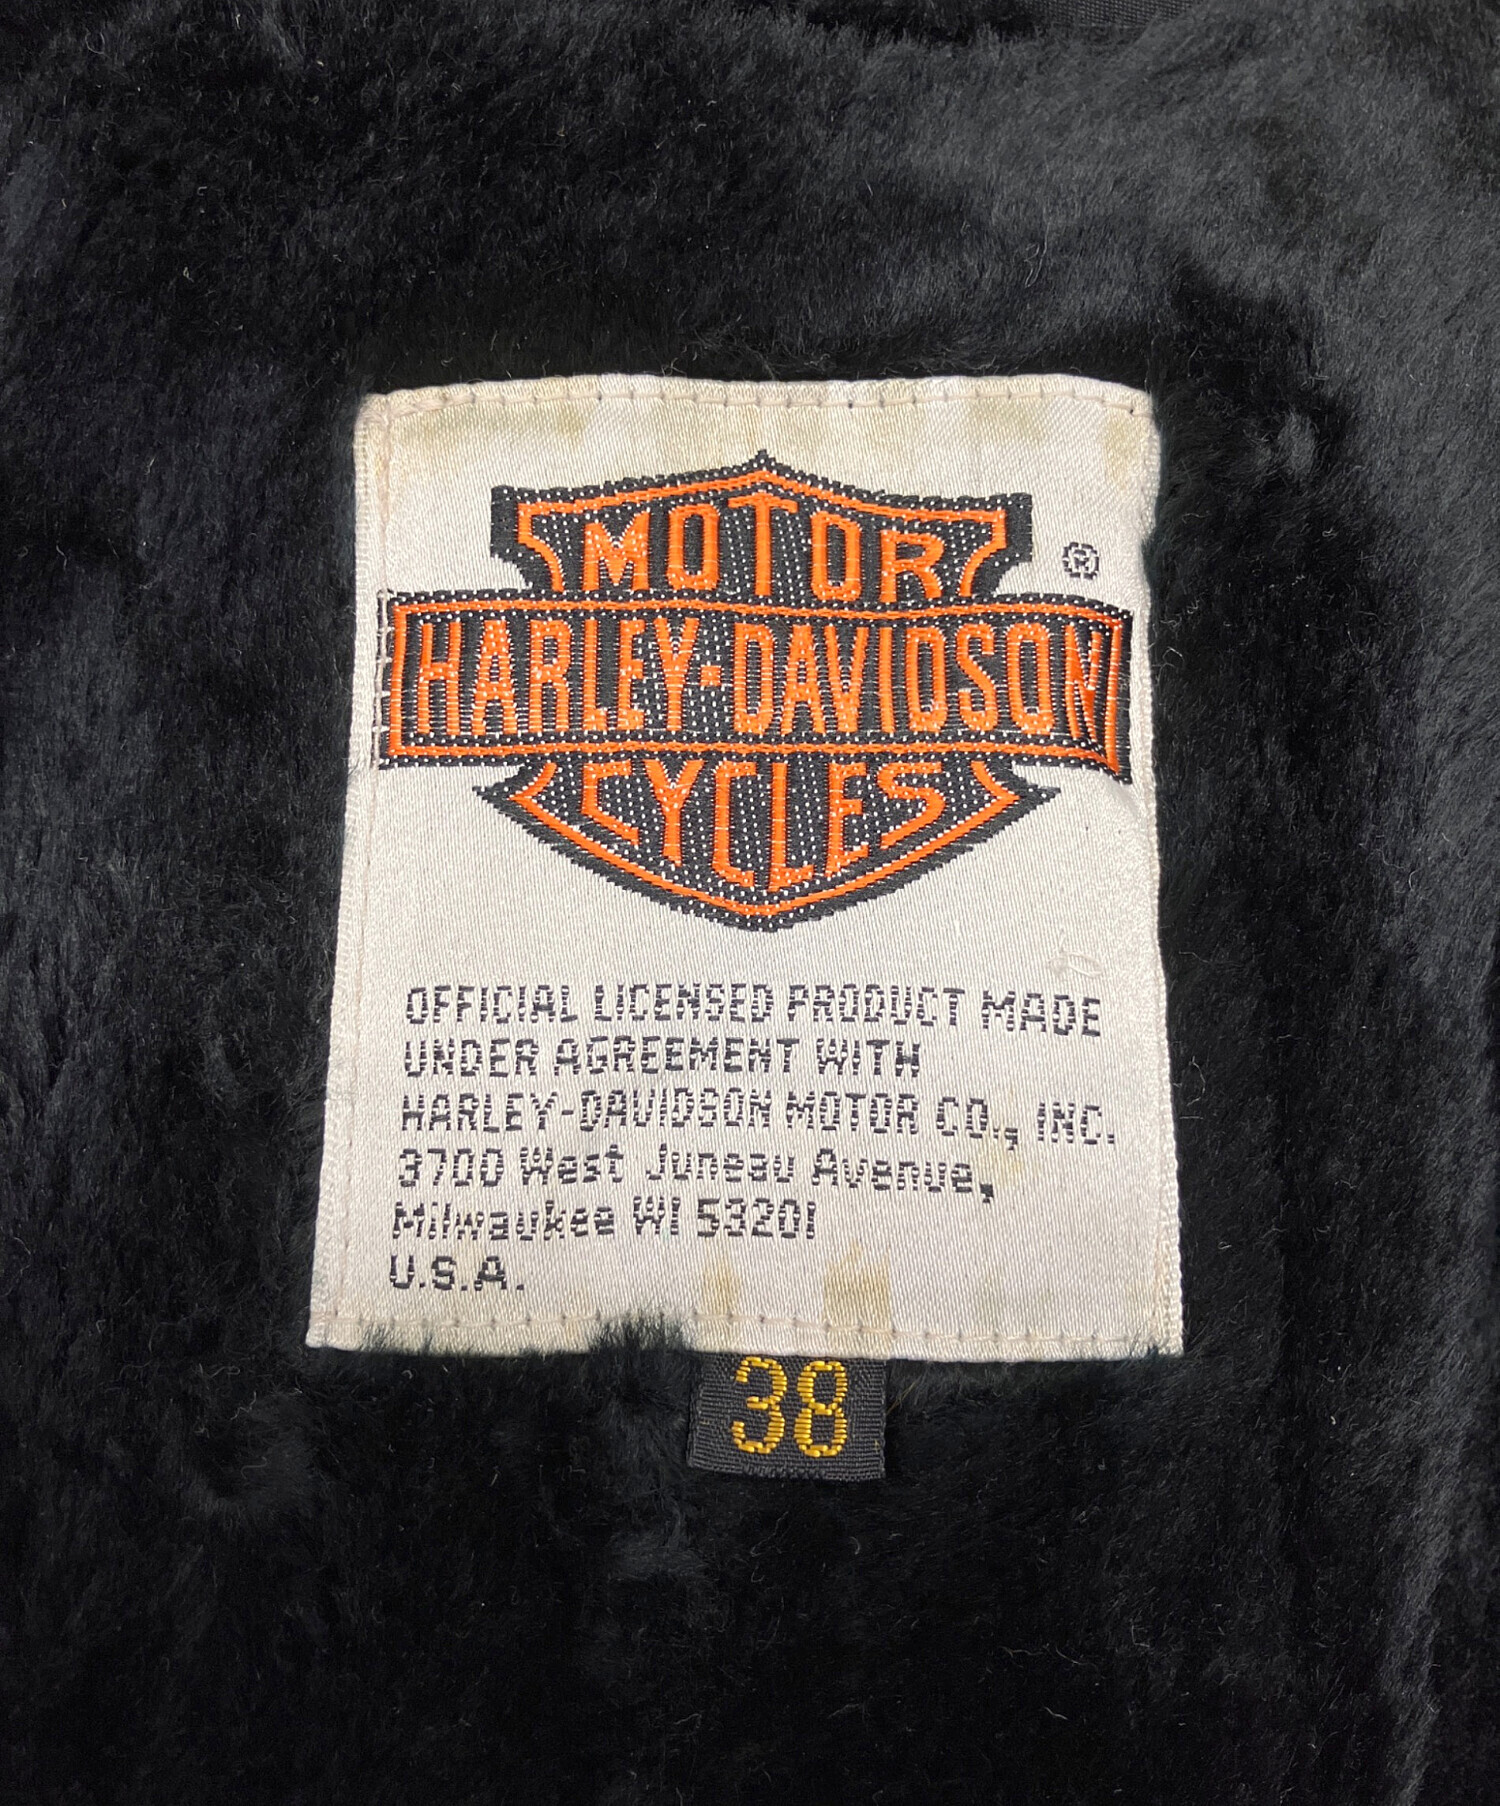 MOTOR
®
HARLEY-DAVIDSON
CYCLES
OFFICIAL LICENSED PRODUCT MADE
UNDER AGREEMENT WITH
HARLEY-DAVIDSON MOTOR CO., INC.
3700 West Juneau Avenue,
Milwaukee WI 53201
U.S.A.
38